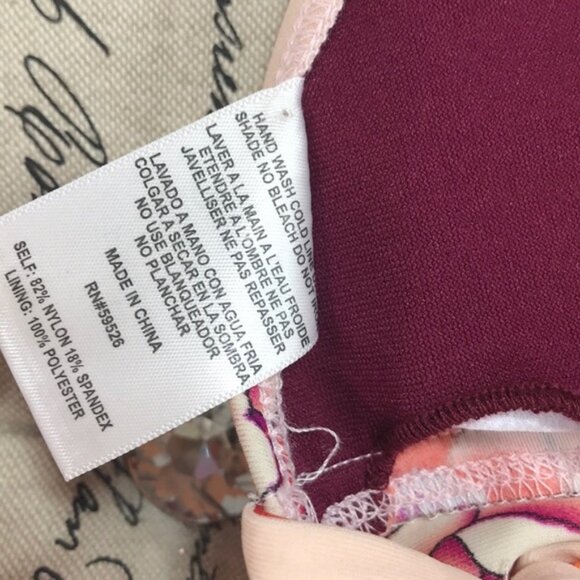 HAND WASH COLD LINE
SHADE NO BLEACH DO NOT IRO
LAVER A LA MAIN A L'EAU FROIDE
ETENDRE A L'OMBRE NE PAS
JAVELLISER NE PAS REPASSER
LAVADO A MANO CON AGUA FRIA
COLGAR A SECAR EN LA SOMBRA
NO USE BLANQUEADOR
NO PLANCHAR
MADE IN CHINA
RN#59526
SELF: 82% NYLON 18% SPANDEX
LINING: 100% POLYESTER